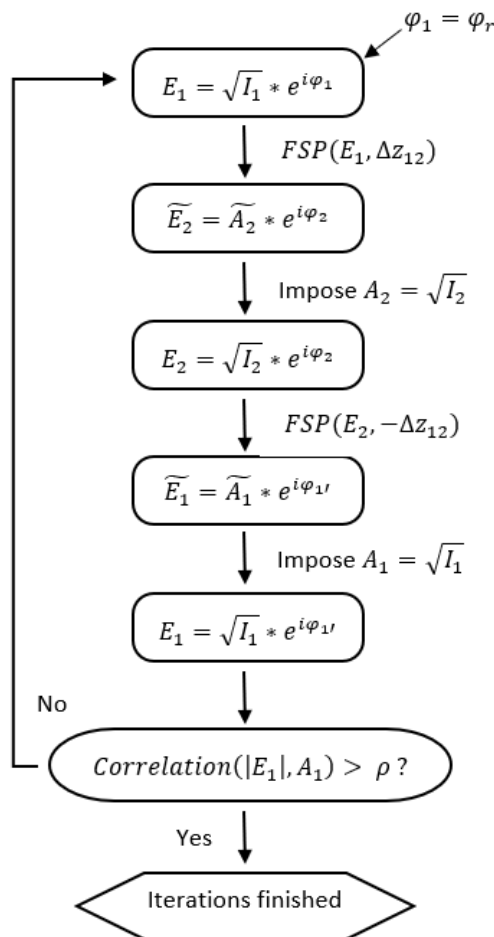 φ₁ = φᵣ
E₁ = √I₁ * e^{iφ₁}
FSP(E₁, Δz₁₂)
Ẽ₂ = Ã₂ * e^{iφ₂}
Impose A₂ = √I₂
E₂ = √I₂ * e^{iφ₂}
FSP(E₂, −Δz₁₂)
Ẽ₁ = Ã₁ * e^{iφ₁′}
Impose A₁ = √I₁
E₁ = √I₁ * e^{iφ₁′}
No
Correlation(|E₁|, A₁) > ρ ?
Yes
Iterations finished